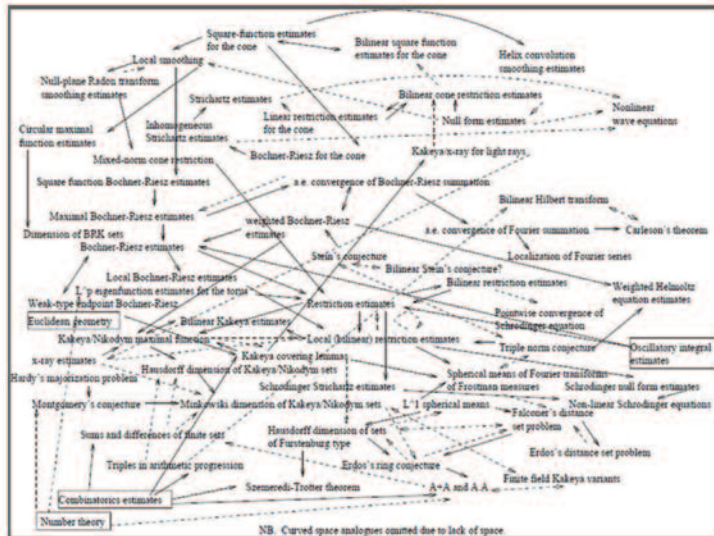 Square-function estimates
for the cone
Bilinear square function
estimates for the cone
Helix convolution
smoothing estimates
Local smoothing
Null-plane Radon transform
smoothing estimates
Strichartz estimates
Bilinear cone restriction estimates
Linear restriction estimates
for the cone
Null form estimates
Nonlinear
wave equations
Circular maximal
function estimates
Inhomogeneous
Strichartz estimates
Bochner-Riesz for the cone
Kakeya/x-ray for light rays
Mixed-norm cone restriction
Square function Bochner-Riesz estimates
a.e. convergence of Bochner-Riesz summation
Bilinear Hilbert transform
Maximal Bochner-Riesz estimates
weighted Bochner-Riesz
estimates
a.e. convergence of Fourier summation
Carleson's theorem
Dimension of BRK sets
Bochner-Riesz estimates
Stein's conjecture
Localization of Fourier series
Bilinear Stein's conjecture?
Local Bochner-Riesz estimates
Bilinear restriction estimates
Weighted Helmoltz
equation estimates
L^p eigenfunction estimates for the torus
Weak-type endpoint Bochner-Riesz
Restriction estimates
Pointwise convergence of
Schrodinger equation
Euclidean geometry
Bilinear Kakeya estimates
Kakeya/Nikodym maximal function
Local (bilinear) restriction estimates
Triple norm conjecture
Oscillatory integral
estimates
x-ray estimates
Kakeya covering lemmas
Hausdorff dimension of Kakeya/Nikodym sets
Spherical means of Fourier transforms
of Frostman measures
Hardy's majorization problem
Schrodinger Strichartz estimates
Schrodinger null form estimates
Montgomery's conjecture
Minkowski dimension of Kakeya/Nikodym sets
L^1 spherical means
Non-linear Schrodinger equations
Falconer's distance
set problem
Sums and differences of finite sets
Hausdorff dimension of sets
of Furstenburg type
Erdos's distance set problem
Triples in arithmetic progression
Erdos's ring conjecture
Finite field Kakeya variants
Combinatorics estimates
Szemeredi-Trotter theorem
A+A and A.A
Number theory
NB. Curved space analogues omitted due to lack of space.